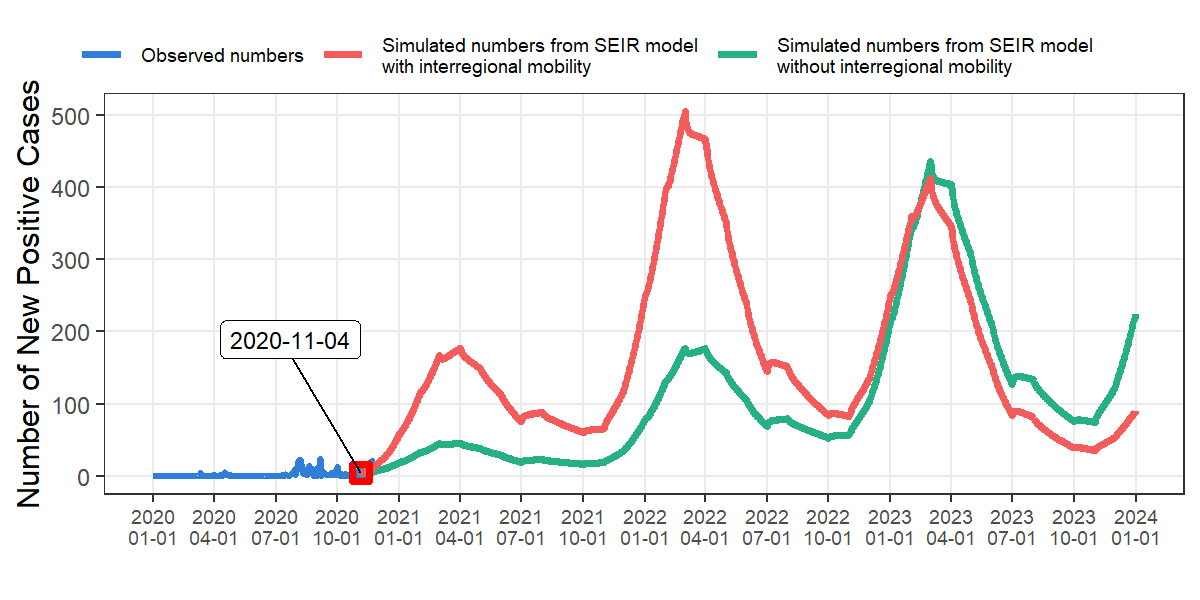 Observed numbers
Simulated numbers from SEIR model
with interregional mobility
Simulated numbers from SEIR model
without interregional mobility
Number of New Positive Cases
500
400
300
200
100
0
2020-11-04
2020 2020 2020 2020 2021 2021 2021 2021 2022 2022 2022 2022 2023 2023 2023 2023 2024
01-01 04-01 07-01 10-01 01-01 04-01 07-01 10-01 01-01 04-01 07-01 10-01 01-01 04-01 07-01 10-01 01-01